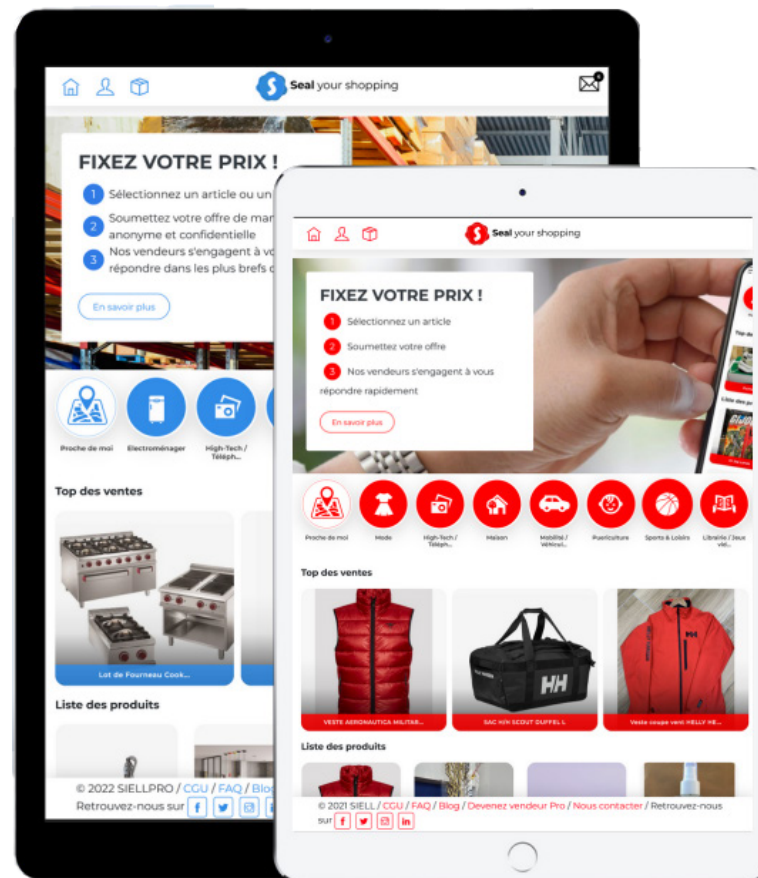 S
Seal your shopping
FIXEZ VOTRE PRIX !
1 Sélectionnez un article ou un
2 Soumettez votre offre de
anonyme et confidentielle
3 Nos vendeurs s'engagent à
répondre dans les plus brefs
En savoir plus
Proche de moi
Electroménager
High-Tech /
Téléph...
Top des ventes
Lot de Fourneau Cook...
Liste des produits
© 2022 SIELLPRO / CGU / FAQ /
Retrouvez-nous sur f
S
Seal your shopping
FIXEZ VOTRE PRIX !
1 Sélectionnez un article
2 Soumettez votre offre
3 Nos vendeurs s'engagent à vous
répondre rapidement
En savoir plus
Proche de moi
Mode
High-Tech /
Téléph...
Maison
Mobilité /
Véhicul...
Puericulture
Sports & Loisirs
Librairie / Jeux
vid...
Top des ventes
VESTE AERONAUTICA MILITAR...
HH
SAC H/H SCOUT DUFFEL L
HH
Veste coupe vent HELLY HE...
Liste des produits
© 2021 SIELL / CGU / FAQ / Blog / Devenez vendeur Pro / Nous contacter / Retrouvez-nous
sur f in